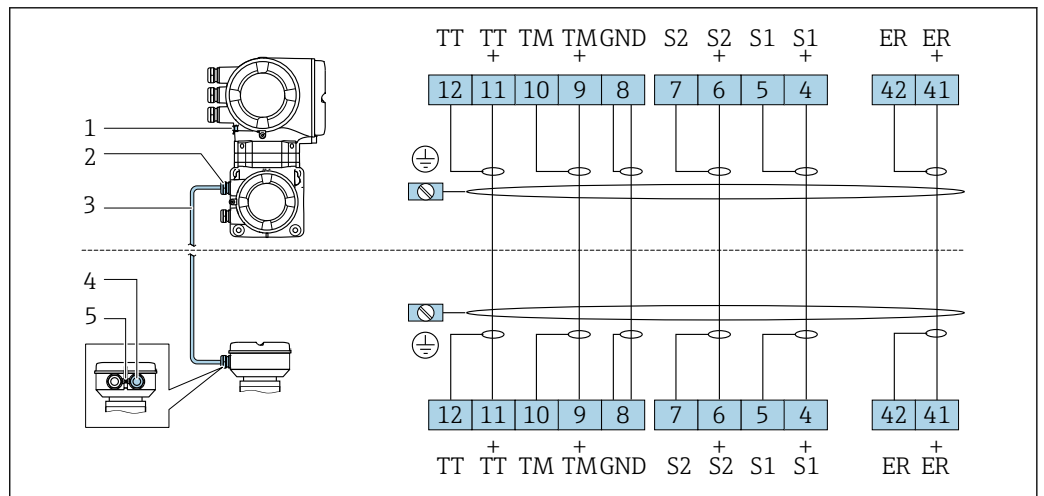 TT TT TM TM GND S2 S2 S1 S1 ER ER
+ + + + +
12 11 10 9 8 7 6 5 4 42 41
1
2
3
4
5
12 11 10 9 8 7 6 5 4 42 41
+ + + + +
TT TT TM TM GND S2 S2 S1 S1 ER ER